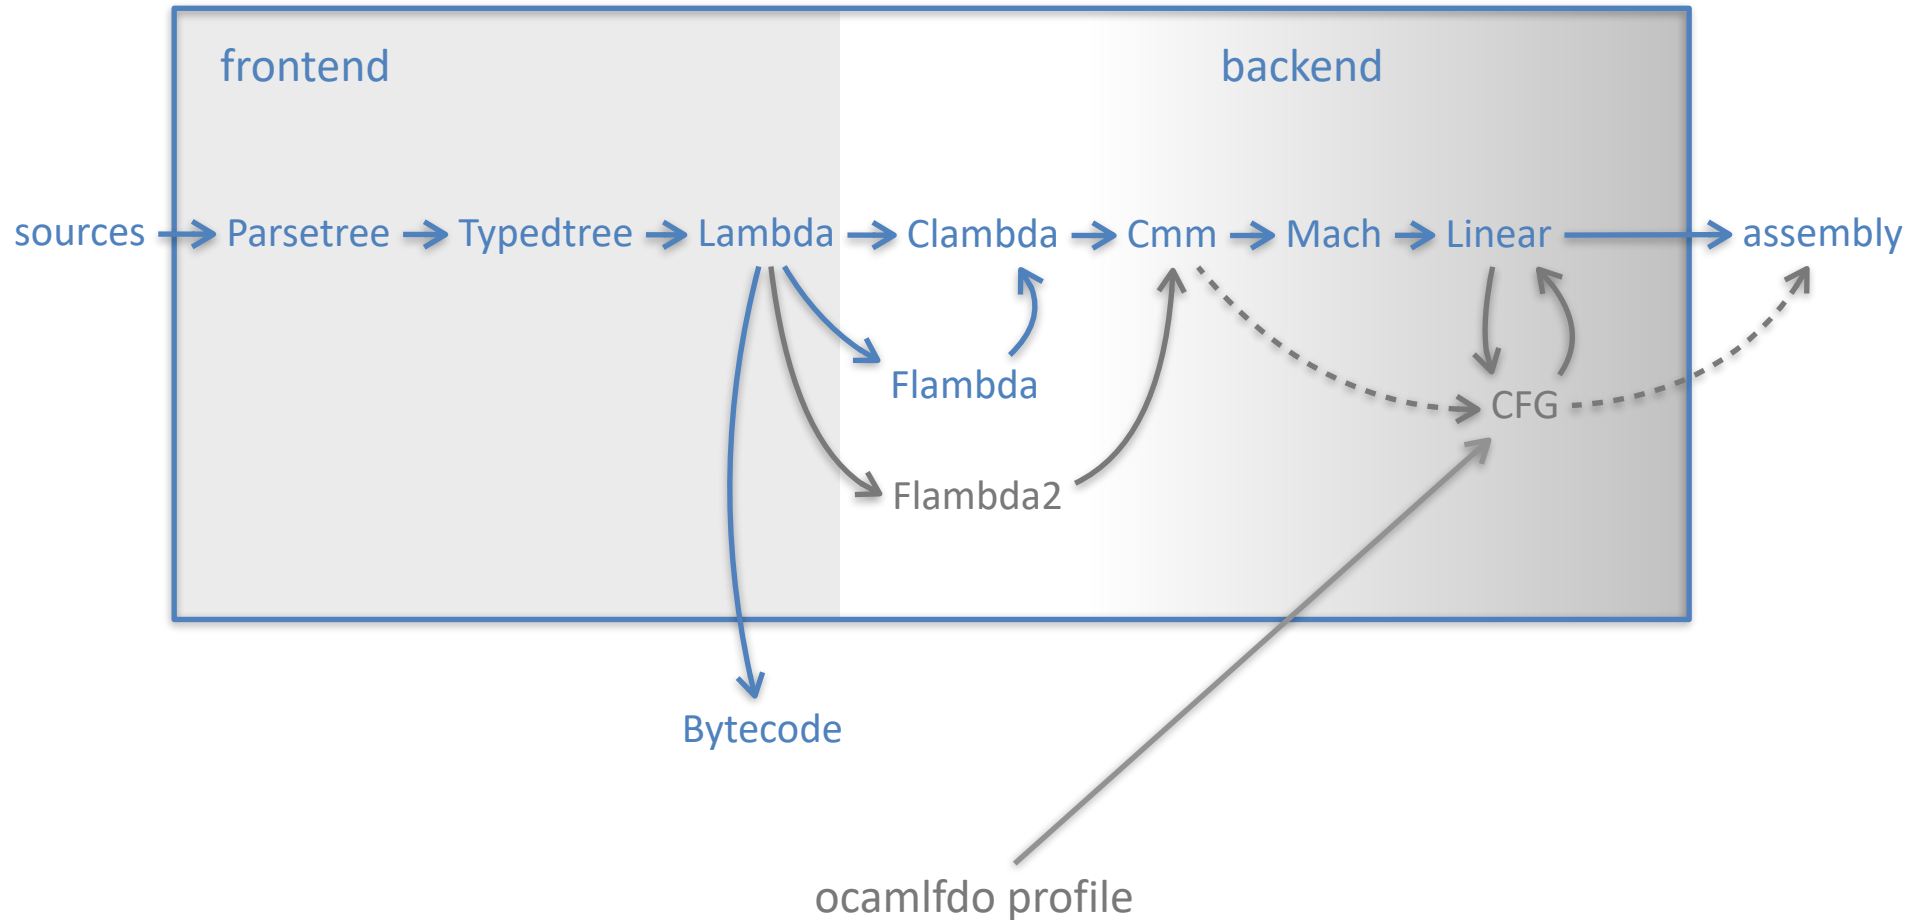 frontend
backend
sources Parsetree Typedtree Lambda Clambda Cmm Mach Linear assembly
Flambda
CFG
Flambda2
Bytecode
ocamlfdo profile